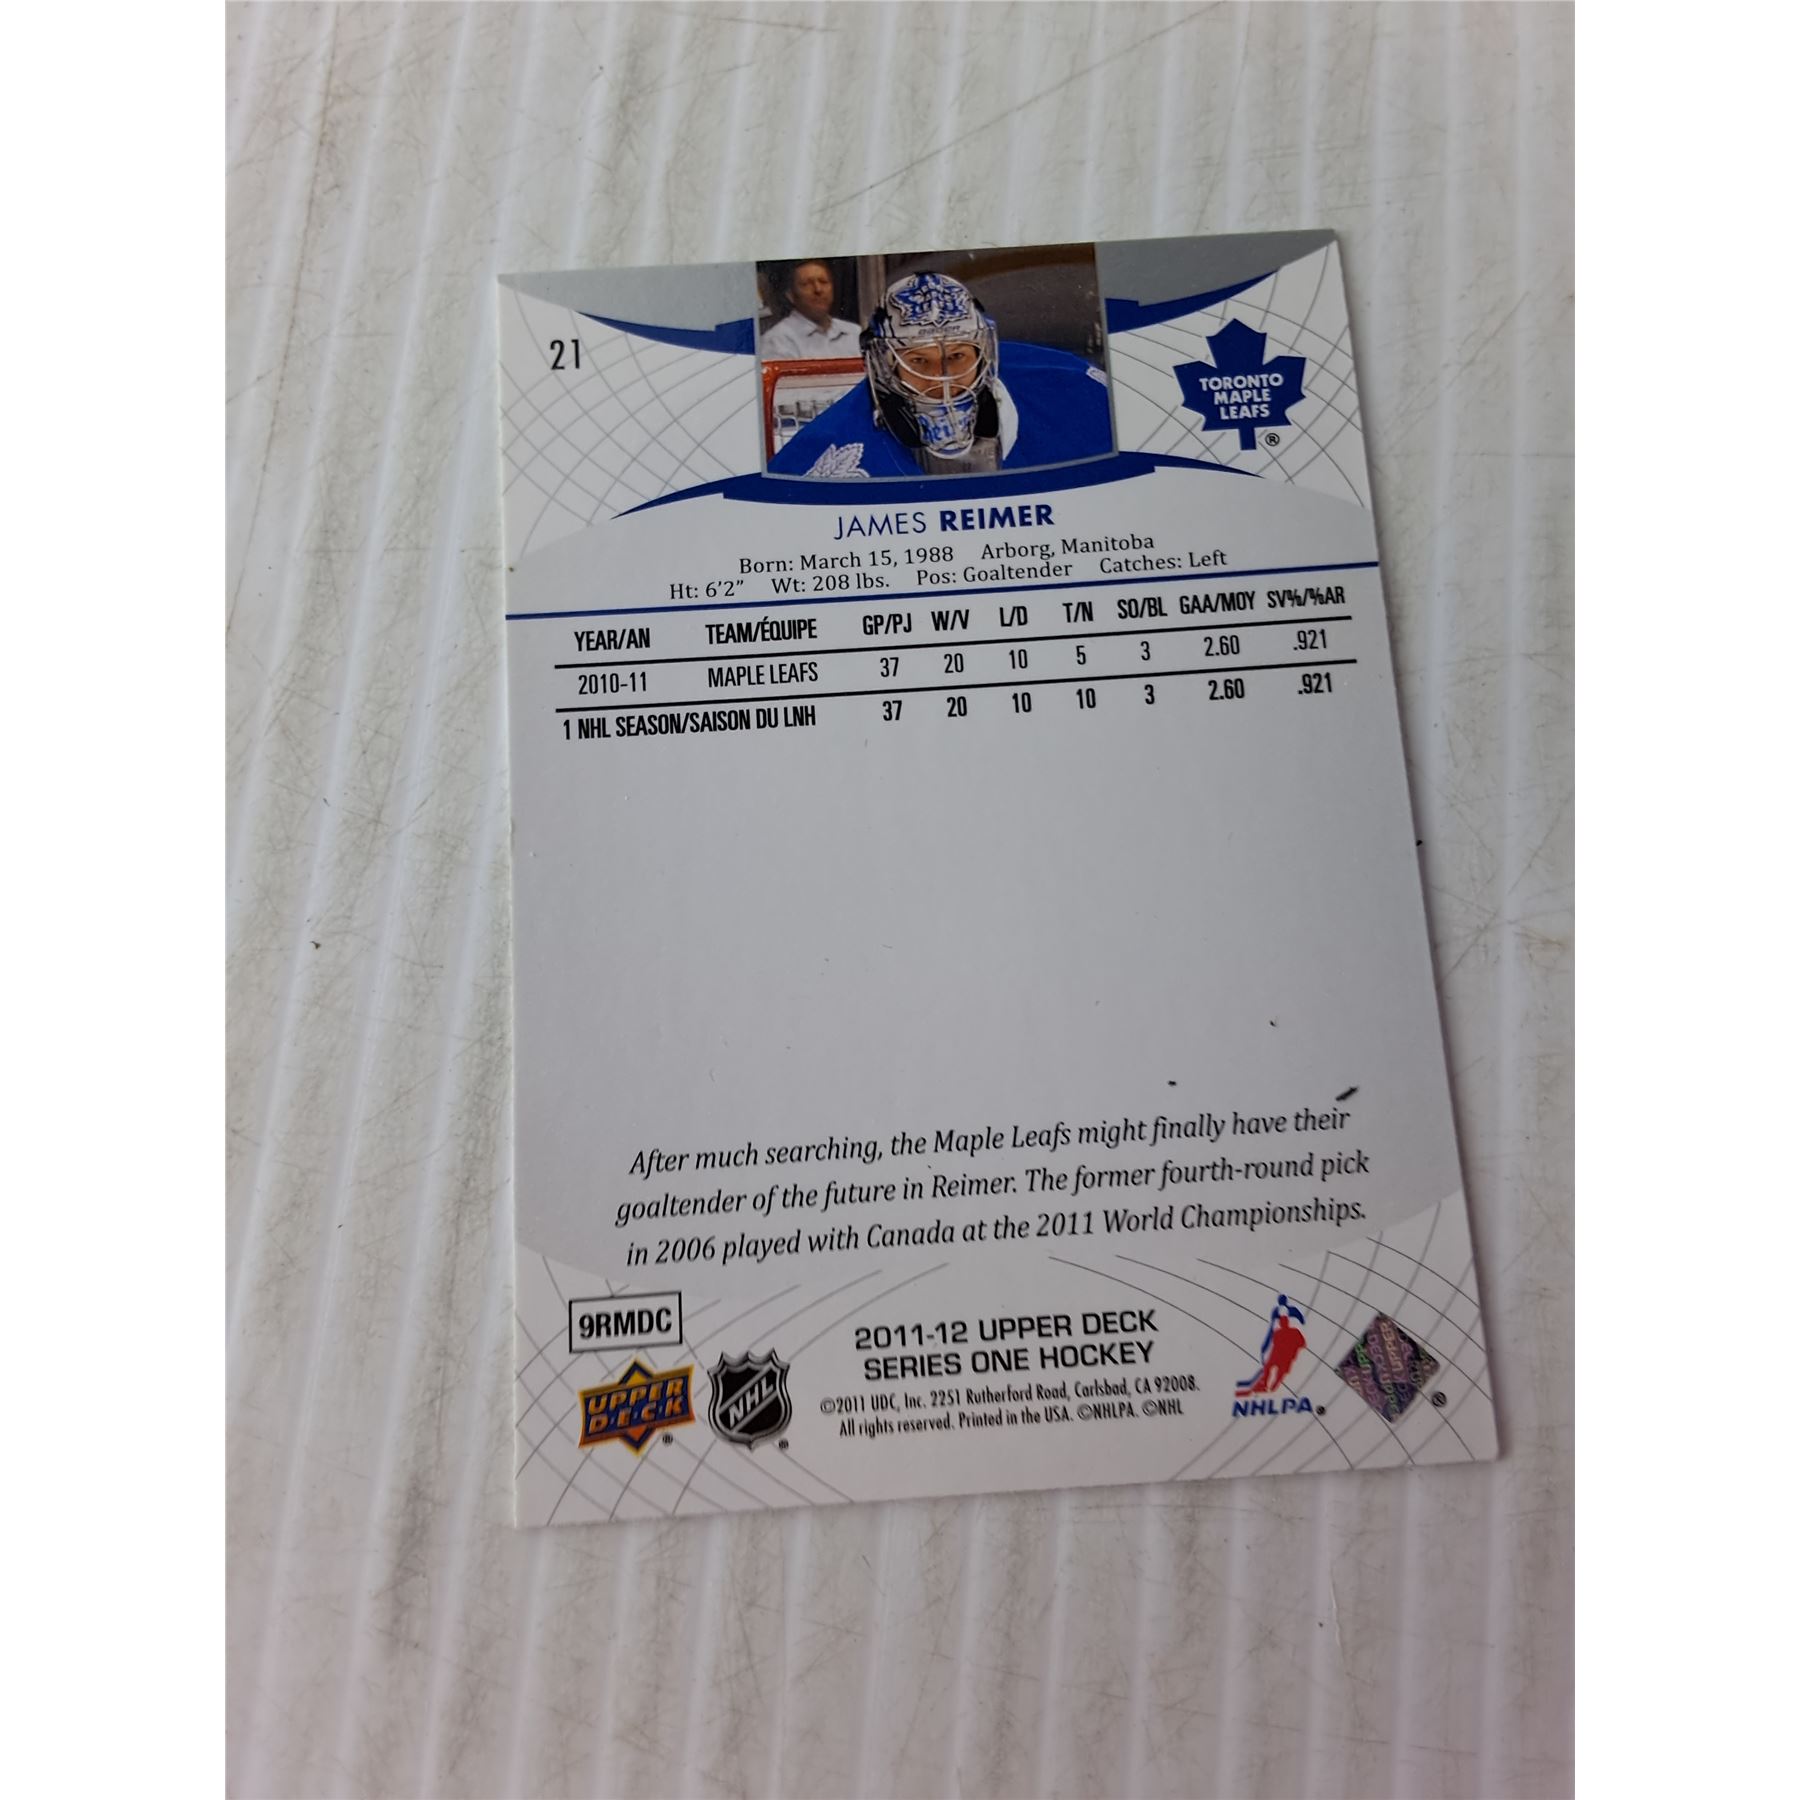 21
BAUER
Reimer
TORONTO
MAPLE
LEAFS
®
JAMES REIMER
Born: March 15, 1988 Arborg, Manitoba
Ht: 6'2" Wt: 208 lbs. Pos: Goaltender Catches: Left
YEAR/AN TEAM/ÉQUIPE GP/PJ W/V L/D T/N SO/BL GAA/MOY SV%/%AR
2010-11 MAPLE LEAFS 37 20 10 5 3 2.60 .921
1 NHL SEASON/SAISON DU LNH 37 20 10 10 3 2.60 .921
After much searching, the Maple Leafs might finally have their
goaltender of the future in Reimer. The former fourth-round pick
in 2006 played with Canada at the 2011 World Championships.
9RMDC
UPPER
DECK
®
NHL
®
2011-12 UPPER DECK
SERIES ONE HOCKEY
©2011 UDC, Inc. 2251 Rutherford Road, Carlsbad, CA 92008.
All rights reserved. Printed in the USA. ©NHLPA. ©NHL
NHLPA®
®